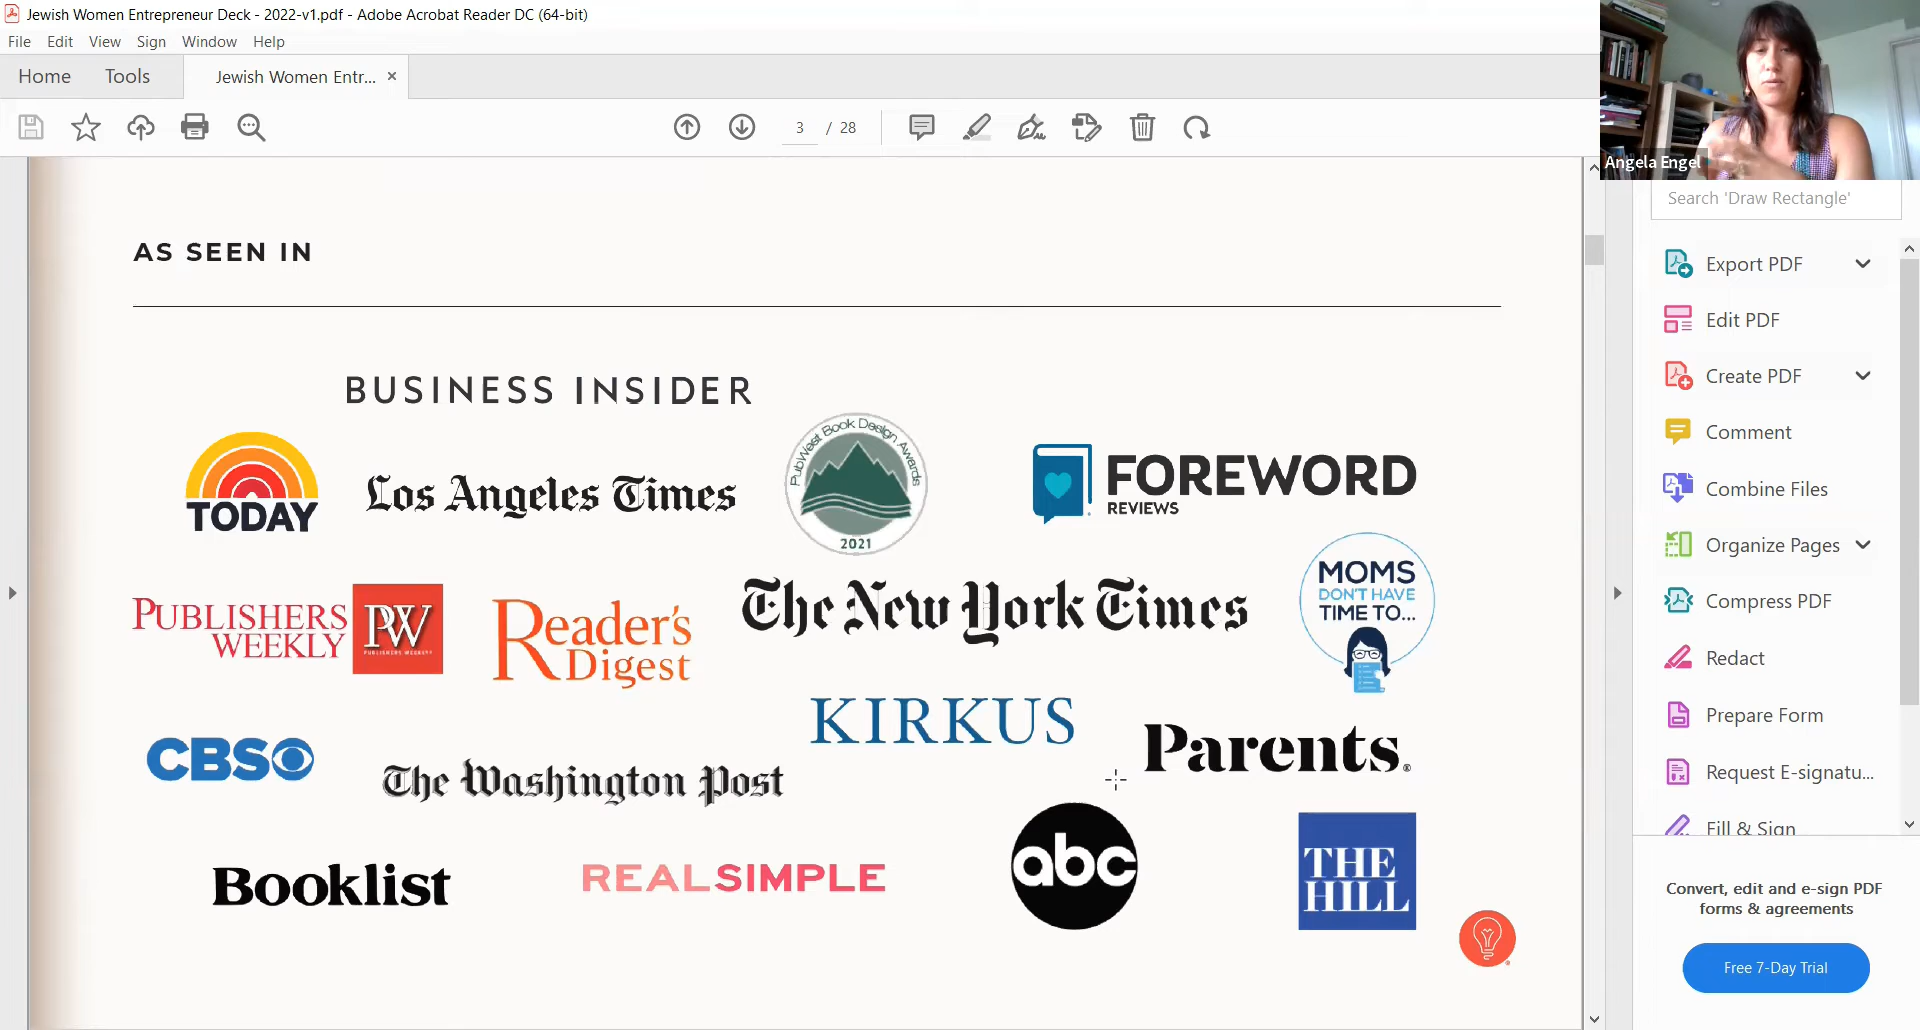 Jewish Women Entrepreneur Deck - 2022-v1.pdf - Adobe Acrobat Reader DC (64-bit)
File Edit View Sign Window Help
Home Tools Jewish Women Entr... ×
3 / 28
Angela Engel
Search 'Draw Rectangle'
Export PDF
Edit PDF
Create PDF
Comment
Combine Files
Organize Pages
Compress PDF
Redact
Prepare Form
Request E-signatu...
Fill & Sign
Convert, edit and e-sign PDF
forms & agreements
Free 7-Day Trial
AS SEEN IN
BUSINESS INSIDER
TODAY
Los Angeles Times
PubWest Book Design Awards
2021
FOREWORD
REVIEWS
PUBLISHERS
WEEKLY
PW
PUBLISHERS WEEKLY
Reader's
Digest
The New York Times
MOMS
DON'T HAVE
TIME TO...
KIRKUS
CBS
The Washington Post
Parents®
Booklist
REALSIMPLE
abc
THE
HILL